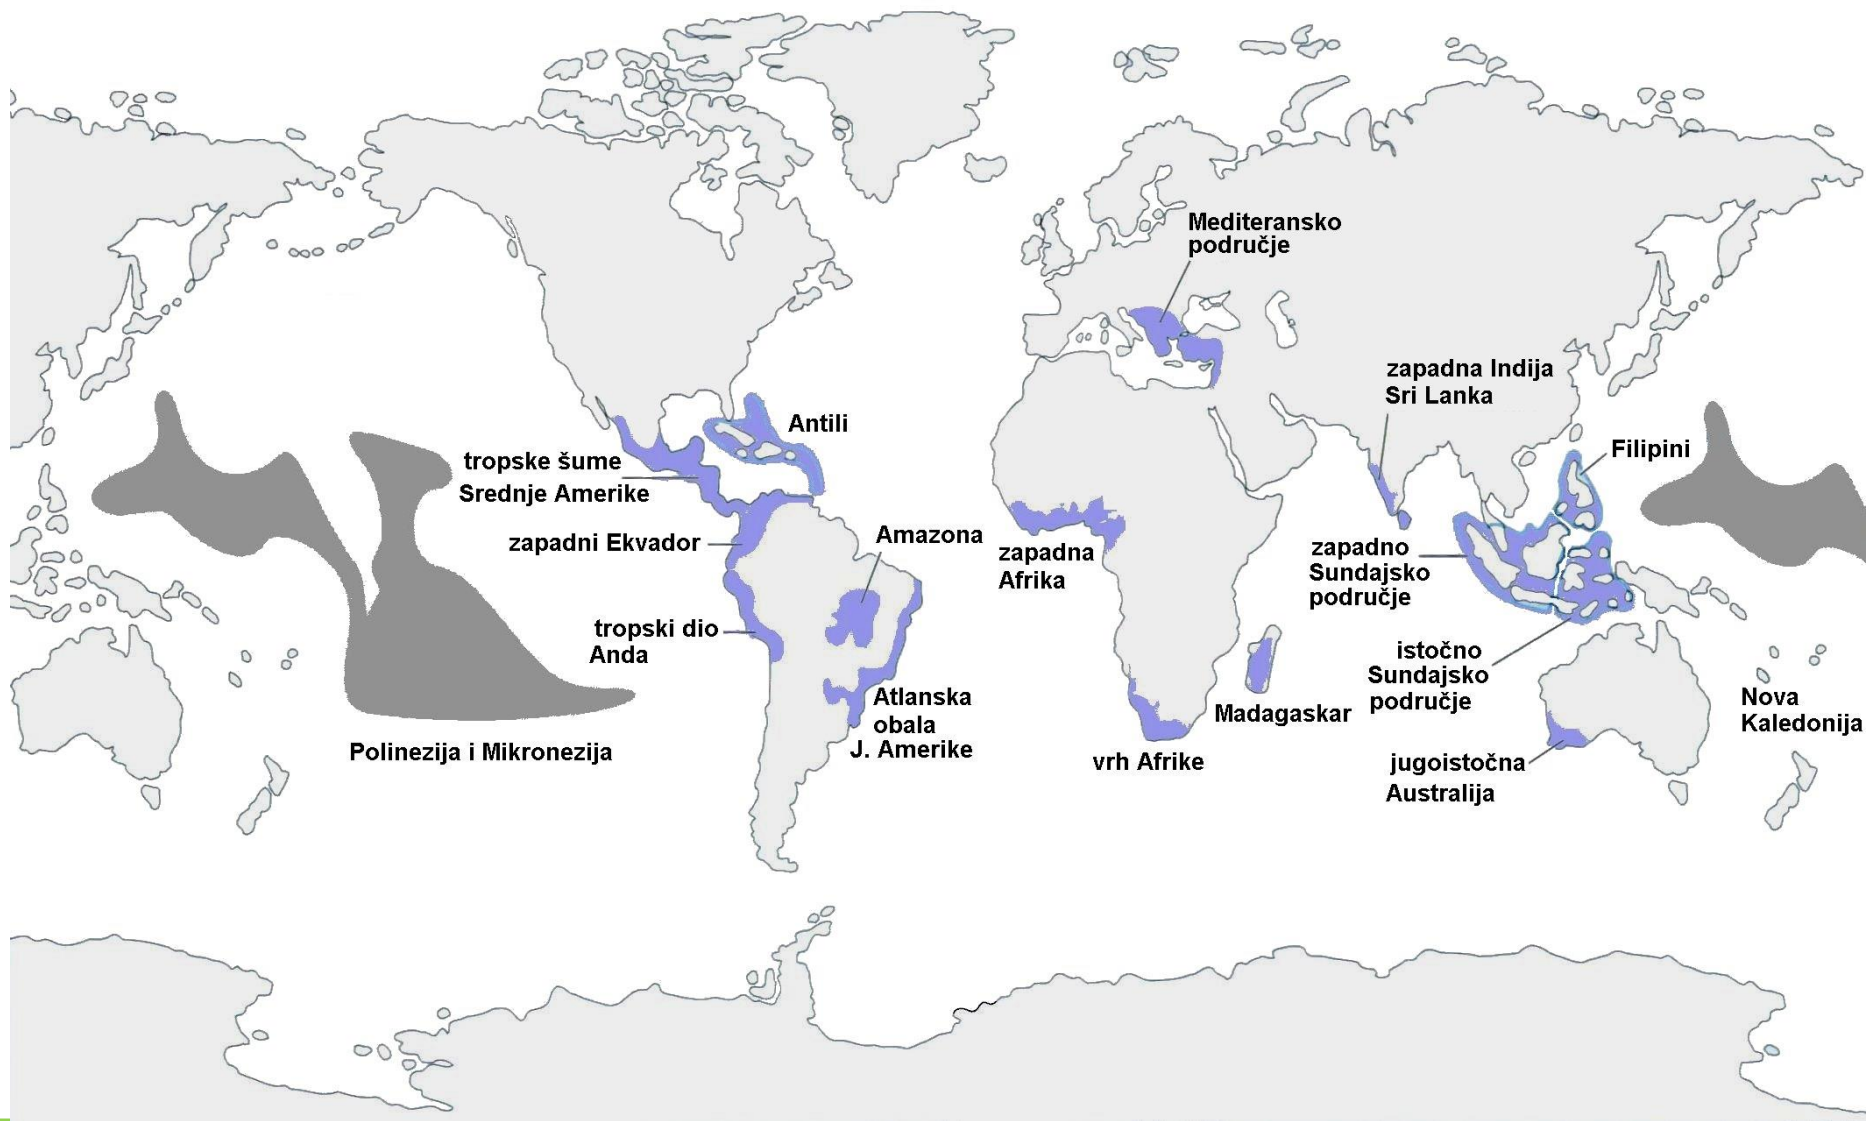 Mediteransko
područje
zapadna Indija
Sri Lanka
Antili
Filipini
tropske šume
Srednje Amerike
zapadni Ekvador
Amazona
zapadna
Afrika
zapadno
Sundajsko
područje
tropski dio
Anda
istočno
Sundajsko
područje
Atlanska
obala
J. Amerike
Madagaskar
Nova
Kaledonija
Polinezija i Mikronezija
vrh Afrike
jugoistočna
Australija